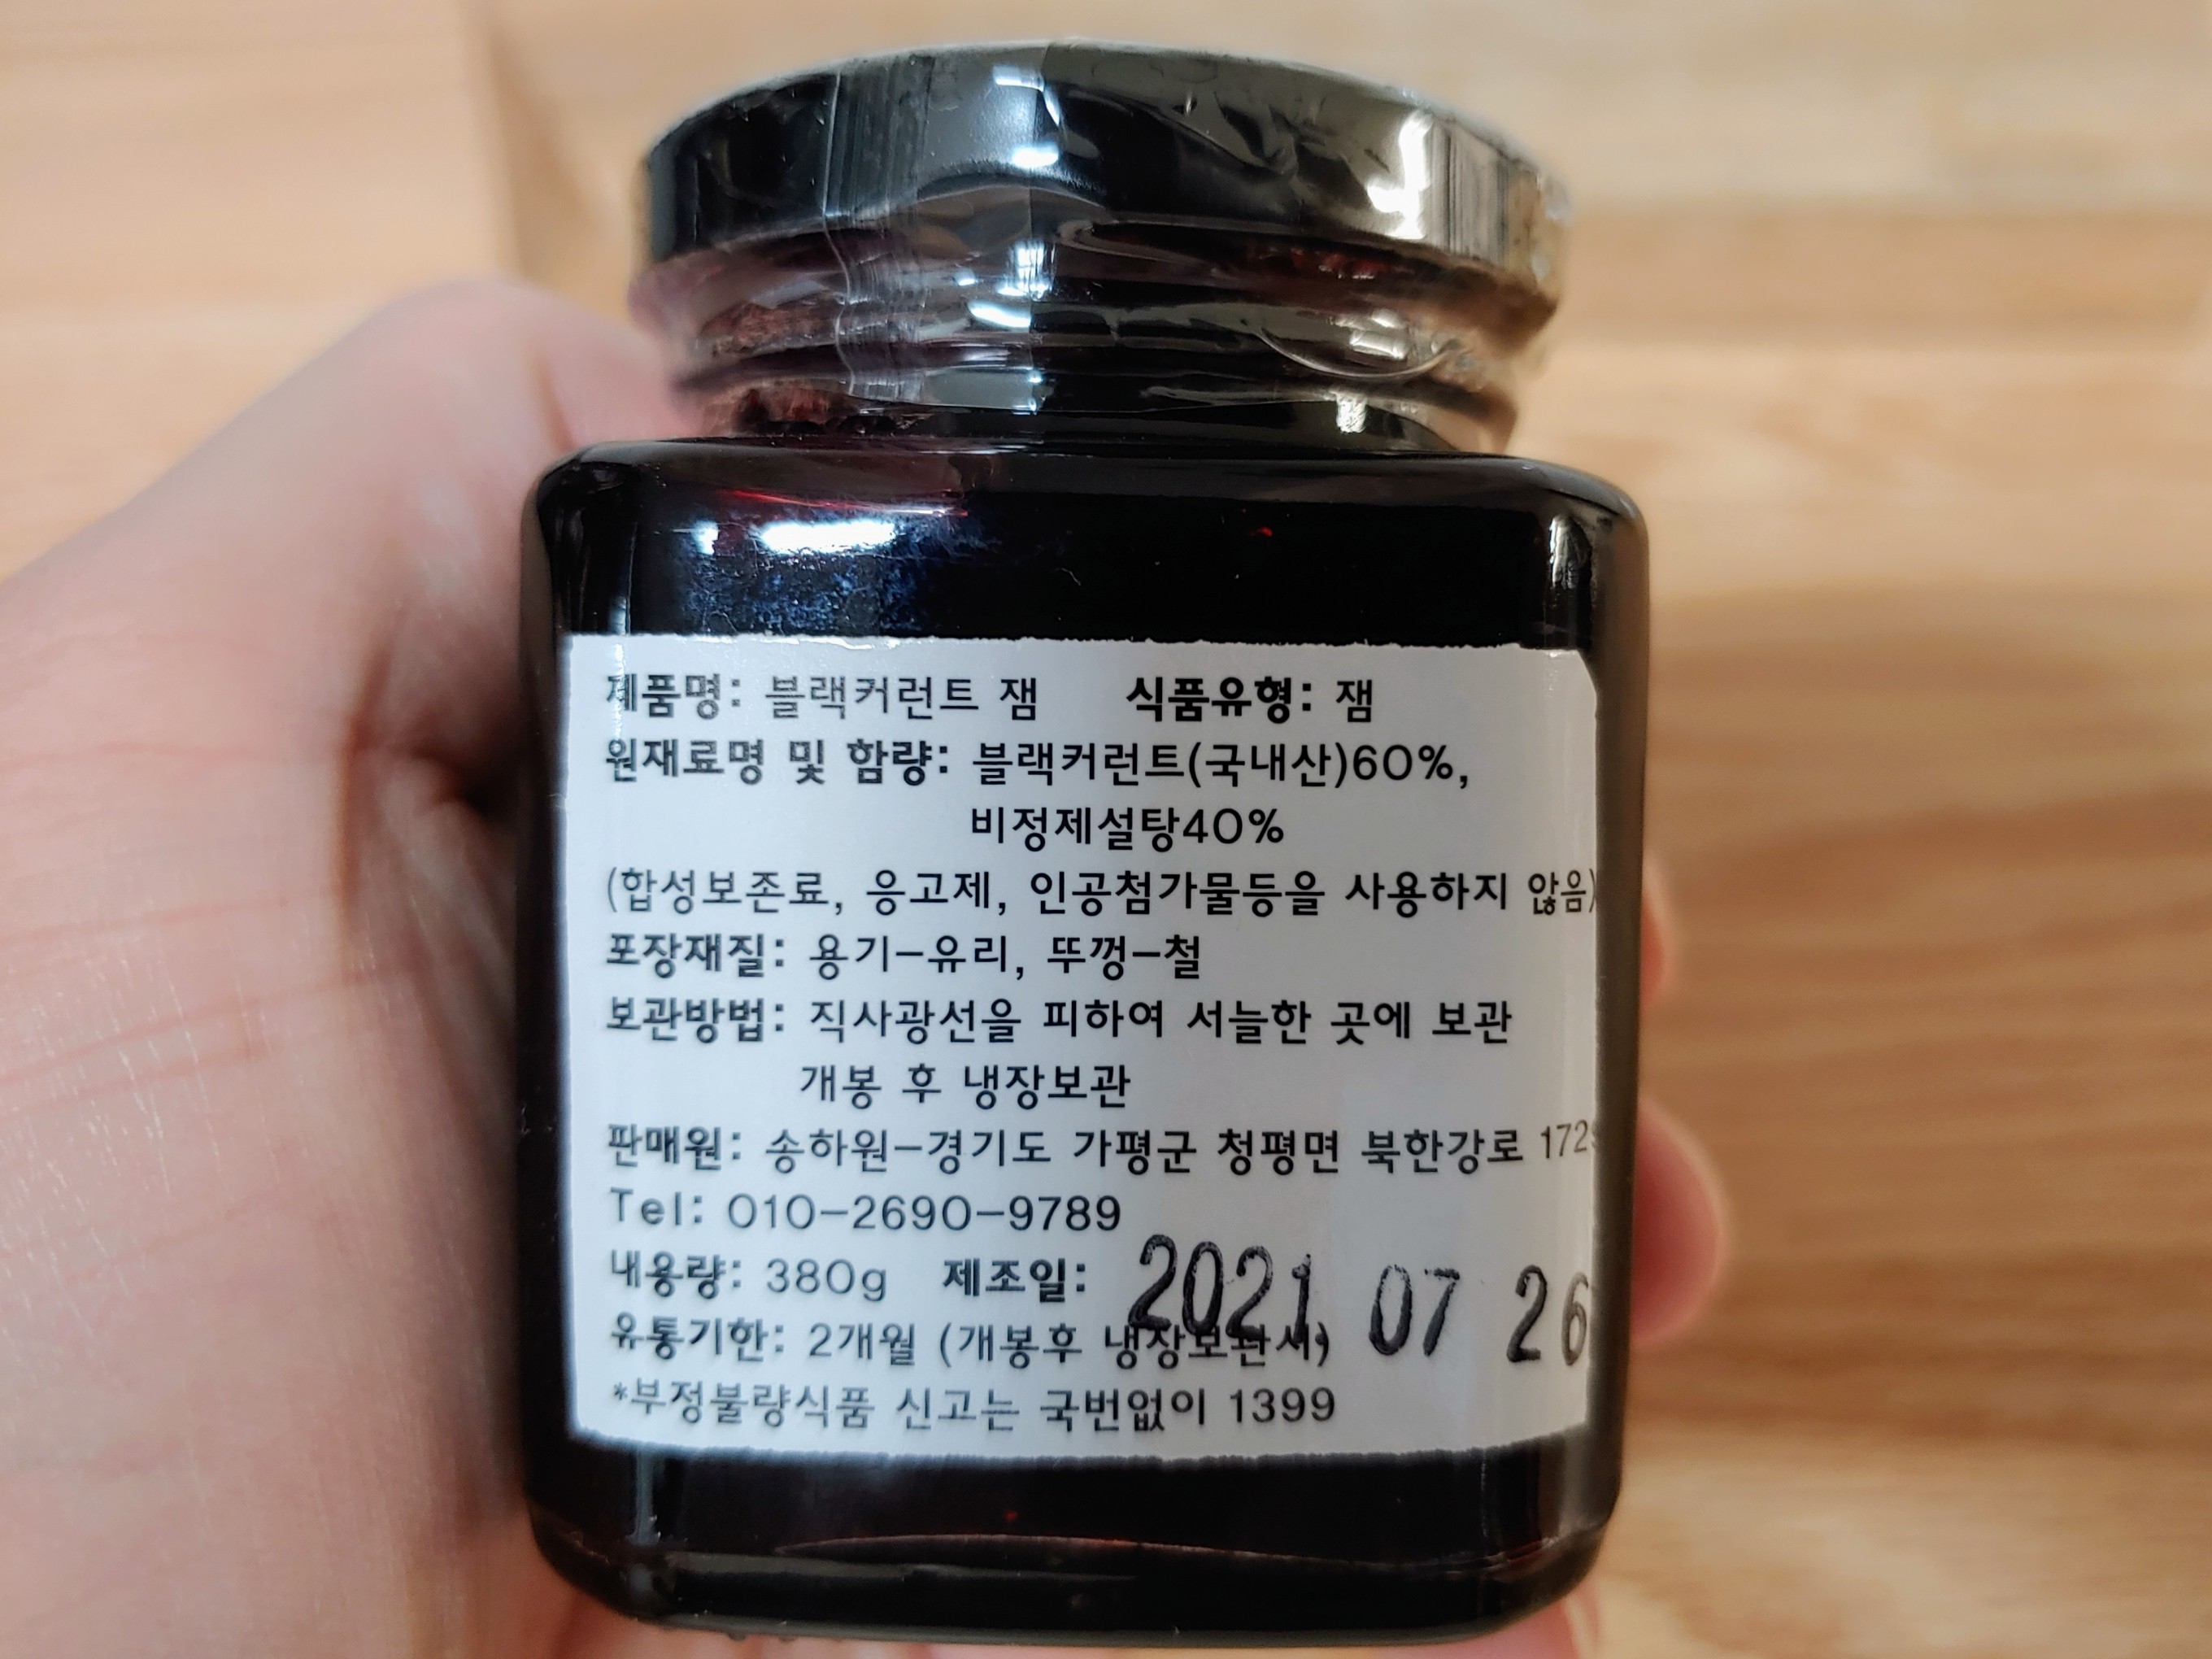 제품명: 블랙커런트 잼 식품유형: 잼
원재료명 및 함량: 블랙커런트(국내산)60%,
비정제설탕40%
(합성보존료, 응고제, 인공첨가물등을 사용하지 않음)
포장재질: 용기-유리, 뚜껑-철
보관방법: 직사광선을 피하여 서늘한 곳에 보관
개봉 후 냉장보관
판매원: 송하원-경기도 가평군 청평면 북한강로
Tel: 010-2690-9789
내용량: 380g 제조일: 2021. 07 26
유통기한: 2개월 (개봉후 냉장보관시)
*부정불량식품 신고는 국번없이 1399